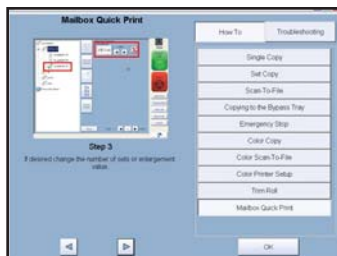 Mailbox Quick Print
How To
Troubleshooting
Single Copy
Set Copy
Scan-To-File
Copying to the Bypass Tray
Emergency Stop
Color Copy
Color Scan-To-File
Color Printer Setup
Trim Roll
Mailbox Quick Print
Step 3
If desired change the number of sets or enlargement
value.
OK